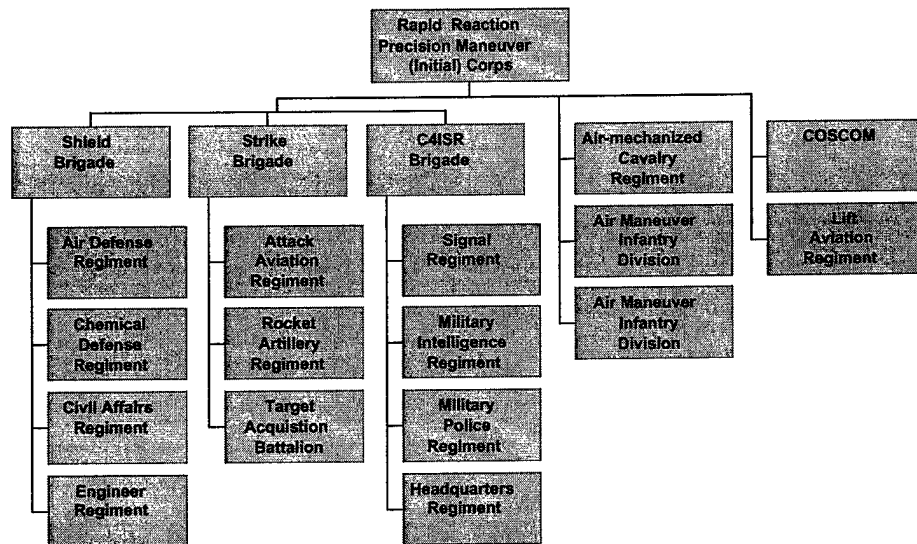 Rapid Reaction
Precision Maneuver
(Initial) Corps
Shield
Brigade
Strike
Brigade
C4ISR
Brigade
Air-mechanized
Cavalry
Regiment
COSCOM
Air Defense
Regiment
Attack
Aviation
Regiment
Signal
Regiment
Air Maneuver
Infantry
Division
Lift
Aviation
Regiment
Chemical
Defense
Regiment
Rocket
Artillery
Regiment
Military
Intelligence
Regiment
Air Maneuver
Infantry
Division
Civil Affairs
Regiment
Target
Acquistion
Battalion
Military
Police
Regiment
Engineer
Regiment
Headquarters
Regiment